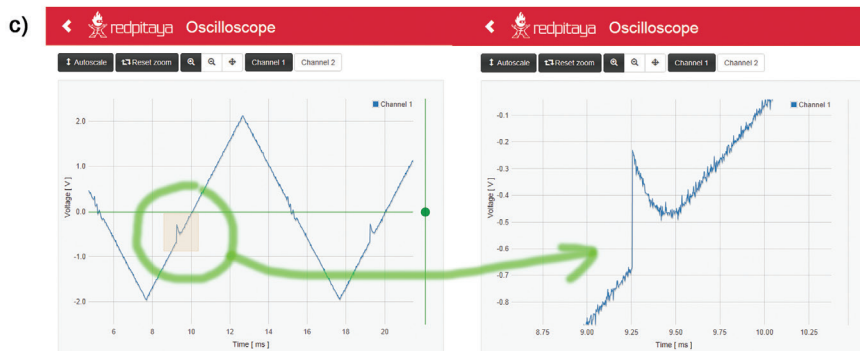 c)
redpitaya Oscilloscope
Autoscale Reset zoom Channel 1 Channel 2
Channel 1
2.0
1.0
0.0
-1.0
-2.0
Voltage [ V ]
6 8 10 12 14 16 18 20
Time [ ms ]
redpitaya Oscilloscope
Autoscale Reset zoom Channel 1 Channel 2
Channel 1
-0.1
-0.2
-0.3
-0.4
-0.5
-0.6
-0.7
-0.8
Voltage [ V ]
8.75 9.00 9.25 9.50 9.75 10.00 10.25
Time [ ms ]